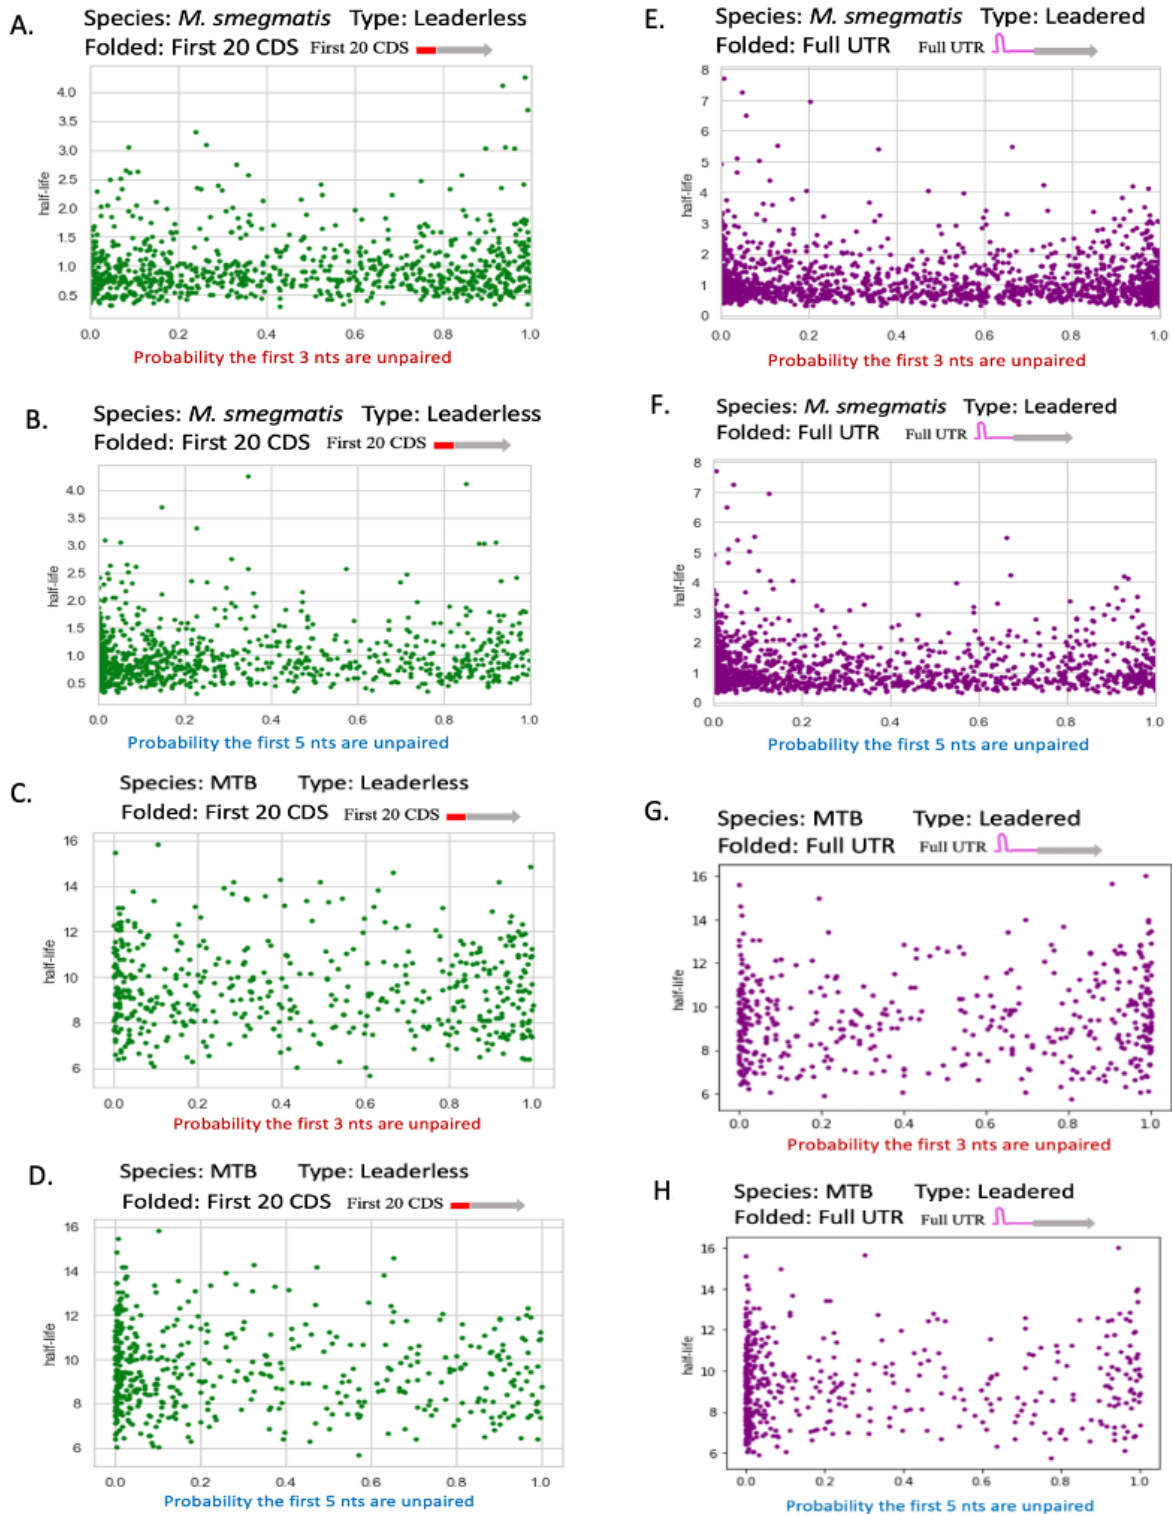 A.
Species: M. smegmatis Type: Leaderless
Folded: First 20 CDS First 20 CDS
half-life
4.0
3.5
3.0
2.5
2.0
1.5
1.0
0.5
0.0 0.2 0.4 0.6 0.8 1.0
Probability the first 3 nts are unpaired
E.
Species: M. smegmatis Type: Leadered
Folded: Full UTR Full UTR
half-life
8
7
6
5
4
3
2
1
0
0.0 0.2 0.4 0.6 0.8 1.0
Probability the first 3 nts are unpaired
B.
Species: M. smegmatis Type: Leaderless
Folded: First 20 CDS First 20 CDS
half-life
4.0
3.5
3.0
2.5
2.0
1.5
1.0
0.5
0.0 0.2 0.4 0.6 0.8 1.0
Probability the first 5 nts are unpaired
F.
Species: M. smegmatis Type: Leadered
Folded: Full UTR Full UTR
half-life
8
7
6
5
4
3
2
1
0
0.0 0.2 0.4 0.6 0.8 1.0
Probability the first 5 nts are unpaired
C.
Species: MTB Type: Leaderless
Folded: First 20 CDS First 20 CDS
half-life
16
14
12
10
8
6
0.0 0.2 0.4 0.6 0.8 1.0
Probability the first 3 nts are unpaired
G.
Species: MTB Type: Leadered
Folded: Full UTR Full UTR
half-life
16
14
12
10
8
6
0.0 0.2 0.4 0.6 0.8 1.0
Probability the first 3 nts are unpaired
D.
Species: MTB Type: Leaderless
Folded: First 20 CDS First 20 CDS
half-life
16
14
12
10
8
6
0.0 0.2 0.4 0.6 0.8 1.0
Probability the first 5 nts are unpaired
H
Species: MTB Type: Leadered
Folded: Full UTR Full UTR
half-life
16
14
12
10
8
6
0.0 0.2 0.4 0.6 0.8 1.0
Probability the first 5 nts are unpaired